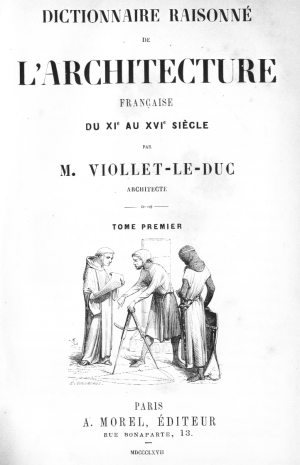 DICTIONNAIRE RAISONNÉ
DE
L'ARCHITECTURE
FRANÇAISE
DU XIe AU XVIe SIÈCLE
PAR
M. VIOLLET-LE-DUC
ARCHITECTE
TOME PREMIER
PARIS
A. MOREL, ÉDITEUR
RUE BONAPARTE, 13.
MDCCCLXVII